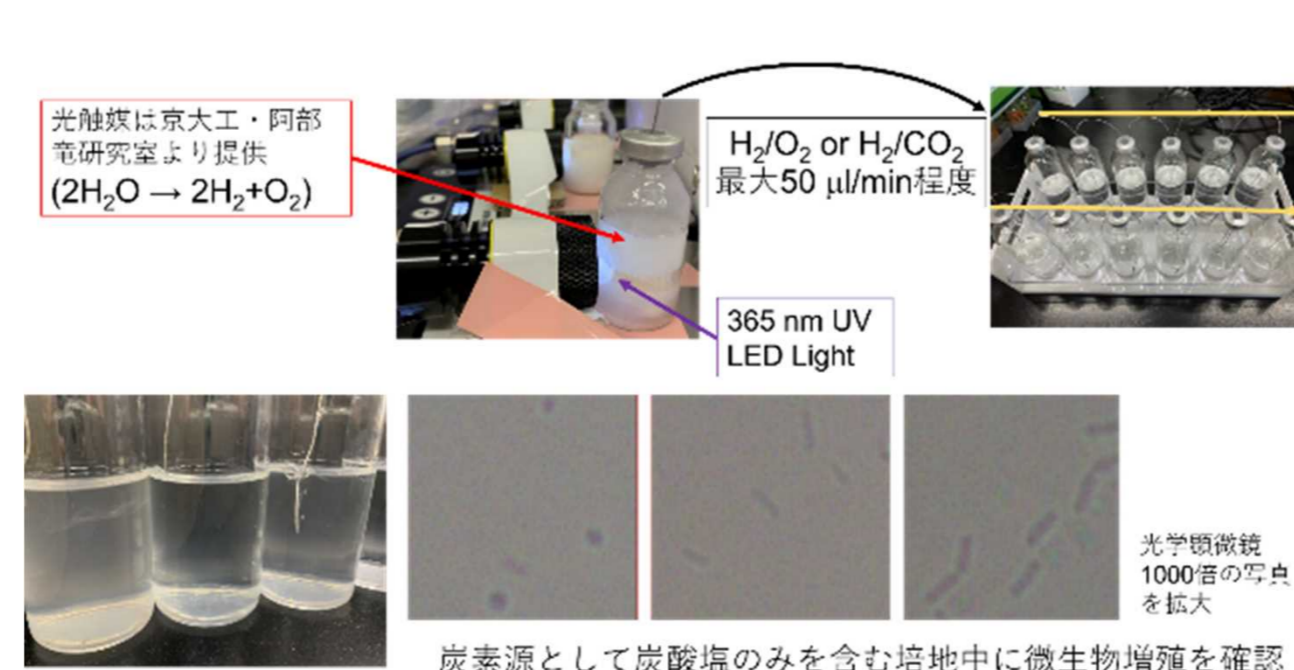 光触媒は京大工・阿部
竜研究室より提供
(2H₂O → 2H₂+O₂)
H₂/O₂ or H₂/CO₂
最大50 μl/min程度
365 nm UV
LED Light
光学顕微鏡
1000倍の写真
を拡大
炭素源として炭酸塩のみを含む培地中に微生物増殖を確認